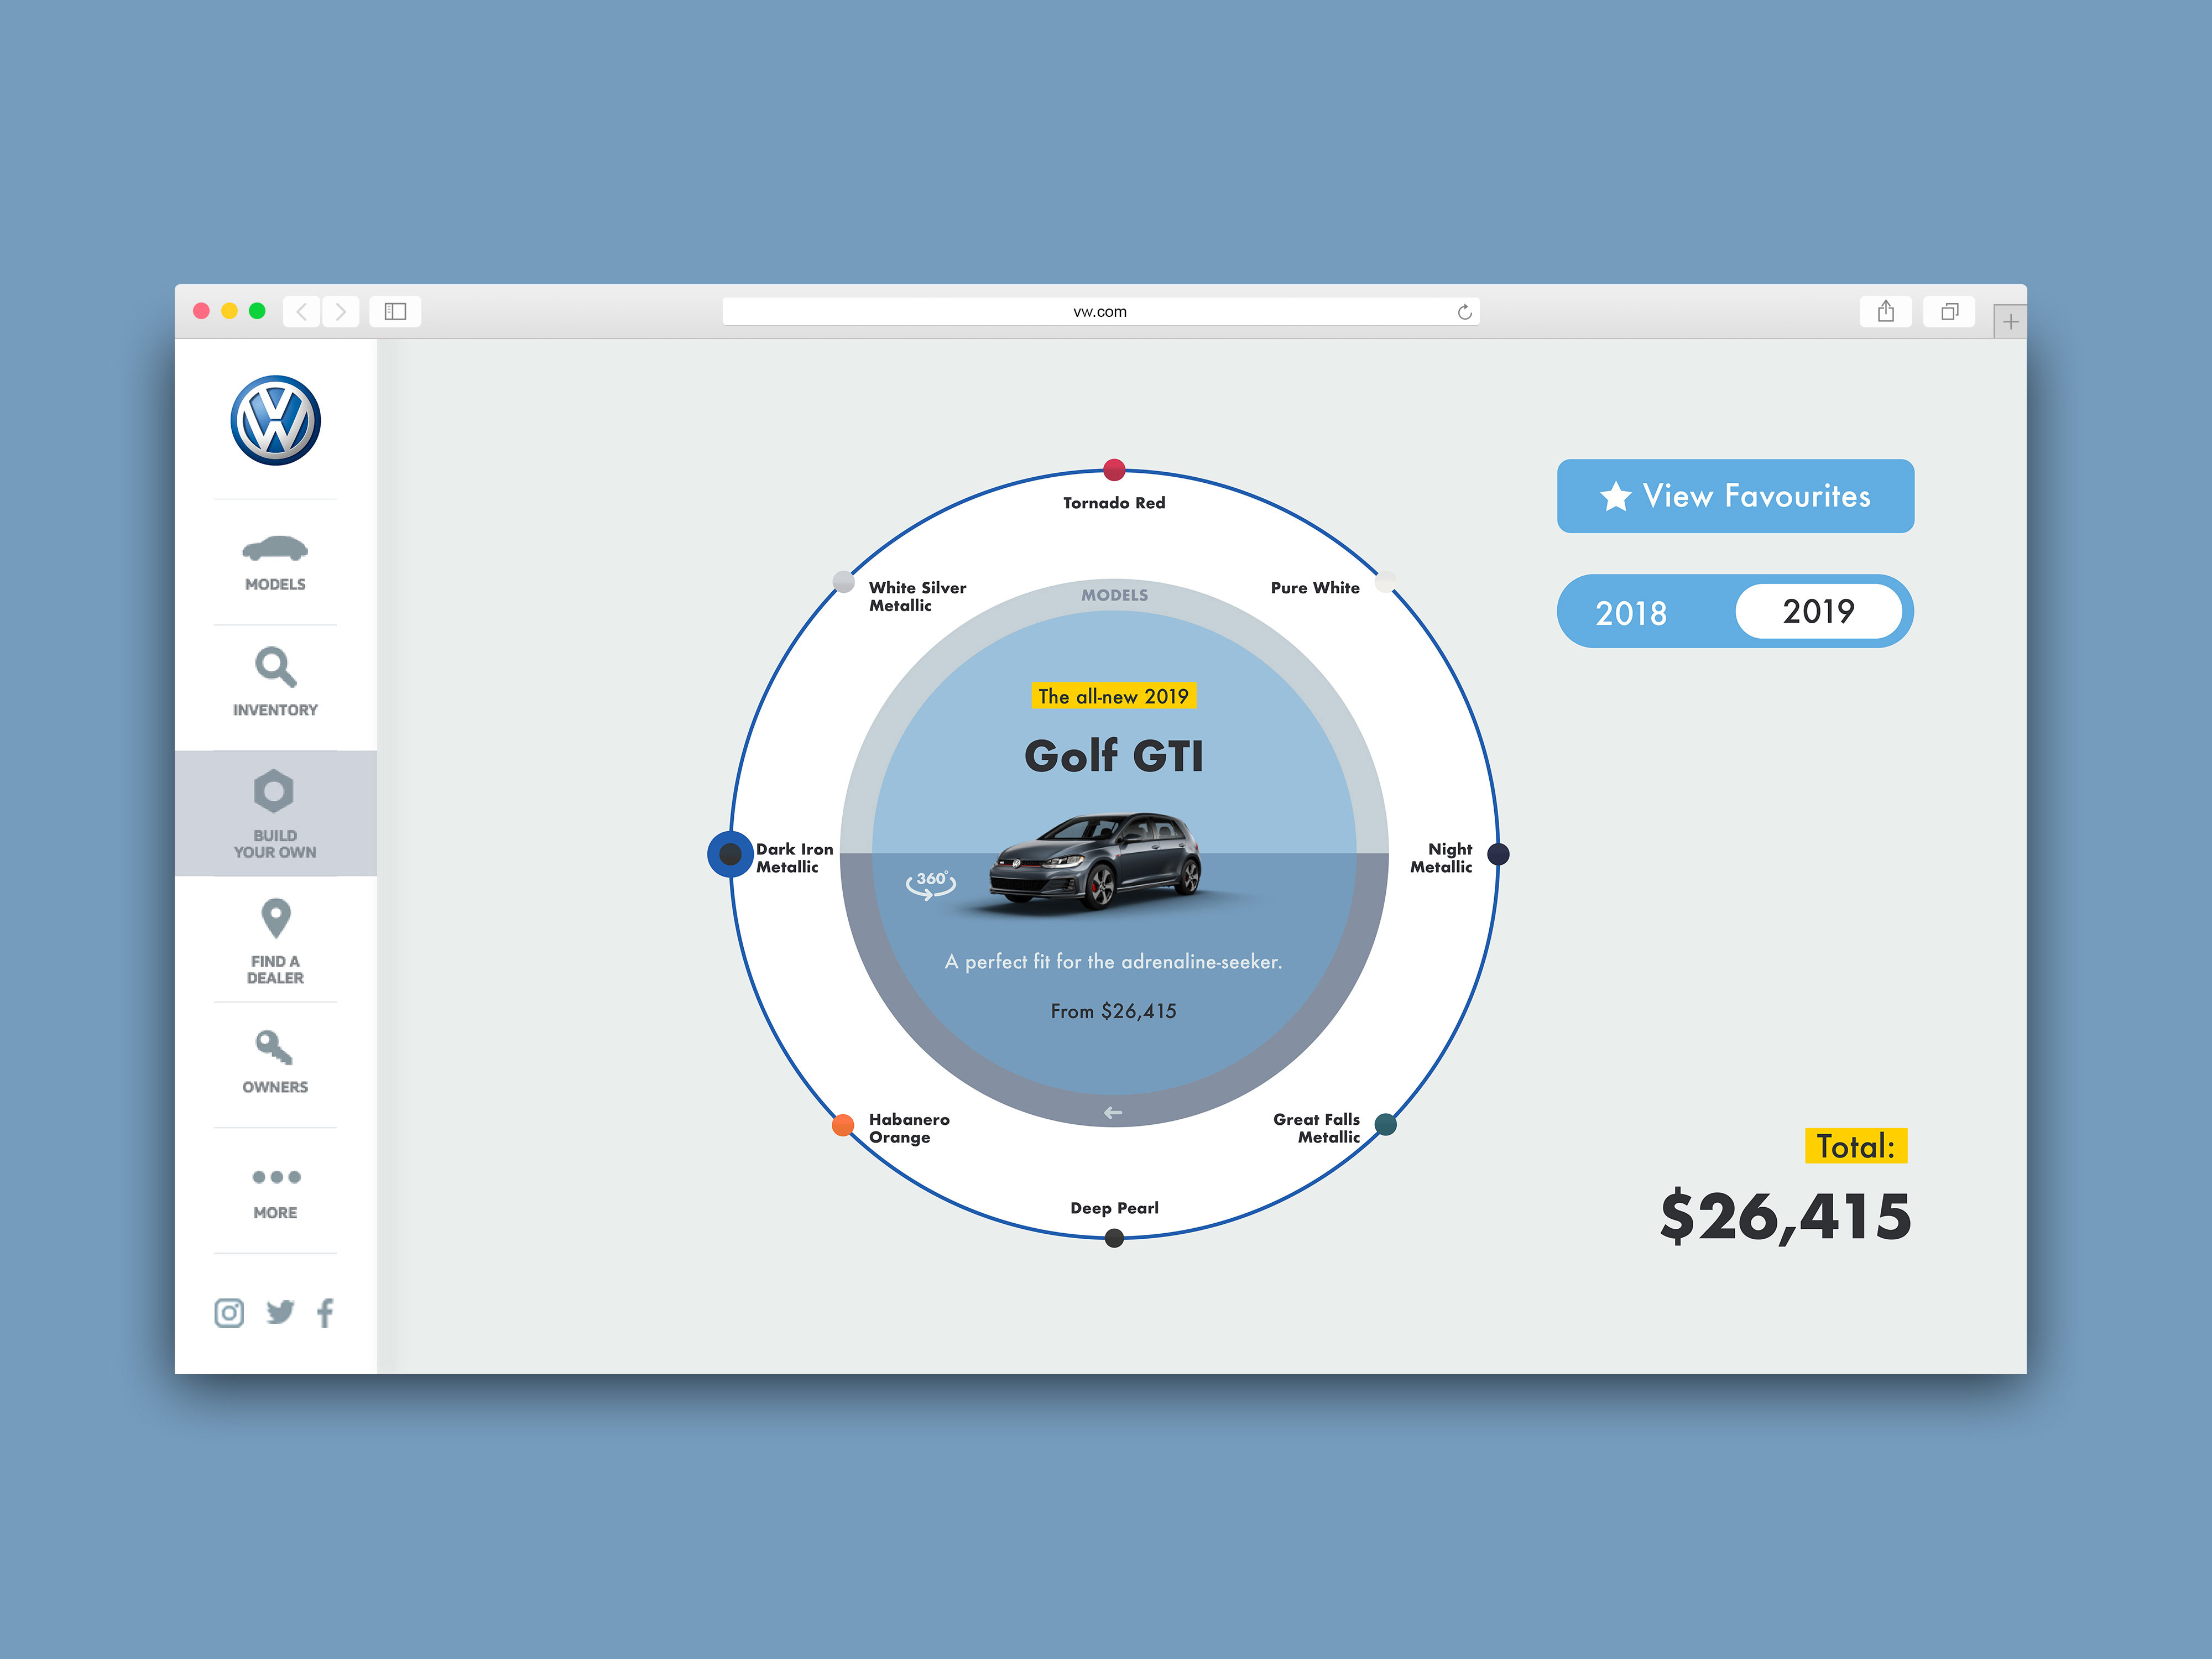 vw.com
MODELS
INVENTORY
BUILD
YOUR OWN
FIND A
DEALER
OWNERS
MORE
Tornado Red
White Silver
Metallic
Pure White
MODELS
The all-new 2019
Golf GTI
Dark Iron
Metallic
Night
Metallic
360°
A perfect fit for the adrenaline-seeker.
From $26,415
Habanero
Orange
Great Falls
Metallic
Deep Pearl
View Favourites
2018
2019
Total:
$26,415